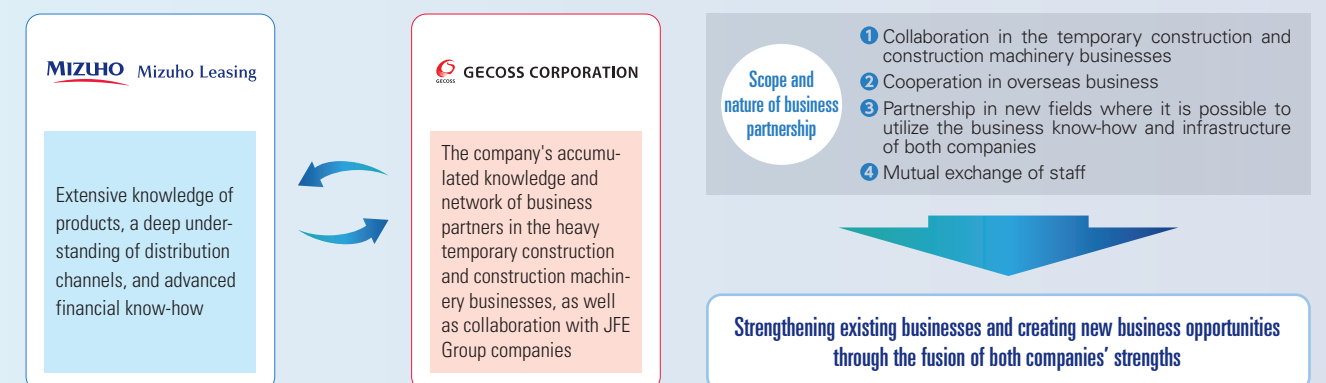 MIZUHO Mizuho Leasing
Extensive knowledge of
products, a deep under-
standing of distribution
channels, and advanced
financial know-how
GECOSS GECOSS CORPORATION
The company's accumu-
lated knowledge and
network of business
partners in the heavy
temporary construction
and construction machin-
ery businesses, as well
as collaboration with JFE
Group companies
Scope and
nature of business
partnership
1 Collaboration in the temporary construction and
construction machinery businesses
2 Cooperation in overseas business
3 Partnership in new fields where it is possible to
utilize the business know-how and infrastructure
of both companies
4 Mutual exchange of staff
Strengthening existing businesses and creating new business opportunities
through the fusion of both companies' strengths